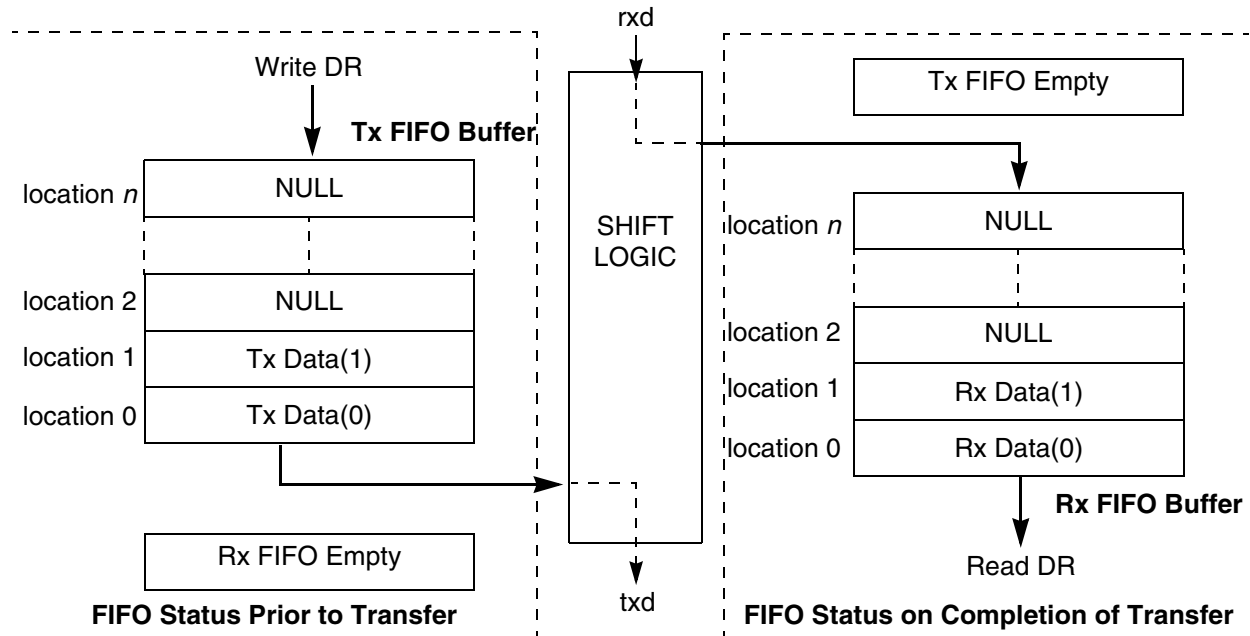 Write DR
Tx FIFO Buffer
location n
NULL
location 2
NULL
location 1
Tx Data(1)
location 0
Tx Data(0)
Rx FIFO Empty
FIFO Status Prior to Transfer
rxd
SHIFT
LOGIC
txd
Tx FIFO Empty
location n
NULL
location 2
NULL
location 1
Rx Data(1)
location 0
Rx Data(0)
Rx FIFO Buffer
Read DR
FIFO Status on Completion of Transfer